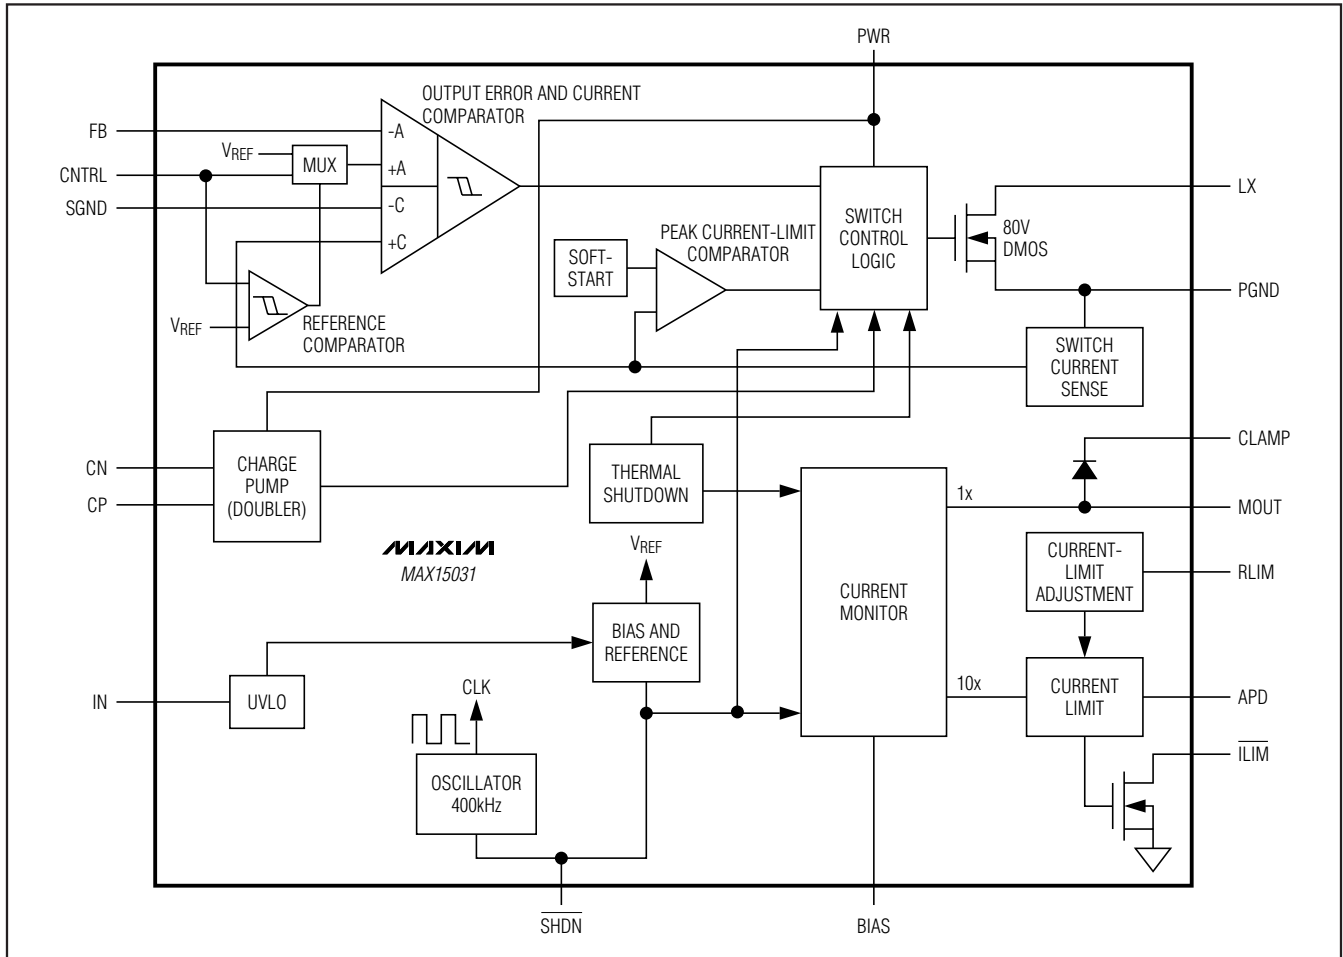 PWR
OUTPUT ERROR AND CURRENT
COMPARATOR
FB
-A
VREF
MUX
+A
CNTRL
SGND
-C
+C
SWITCH
CONTROL
LOGIC
LX
80V
DMOS
PEAK CURRENT-LIMIT
COMPARATOR
SOFT-
START
PGND
VREF
REFERENCE
COMPARATOR
SWITCH
CURRENT
SENSE
CLAMP
CN
CP
CHARGE
PUMP
(DOUBLER)
THERMAL
SHUTDOWN
1x
MOUT
MAXIM
MAX15031
VREF
CURRENT-
LIMIT
ADJUSTMENT
RLIM
CURRENT
MONITOR
BIAS AND
REFERENCE
IN
UVLO
CLK
10x
CURRENT
LIMIT
APD
ILIM
OSCILLATOR
400kHz
SHDN
BIAS